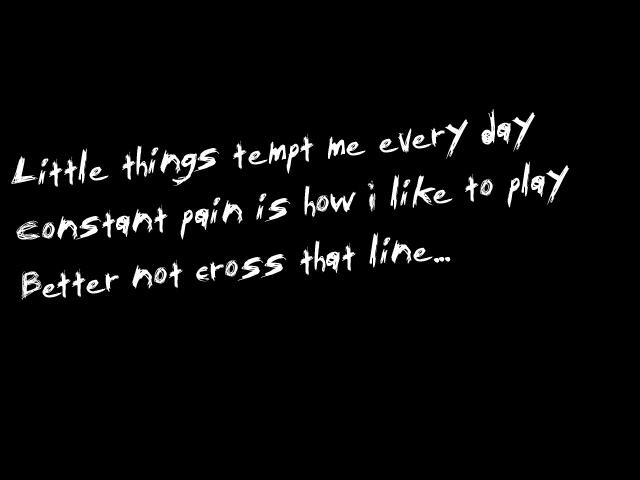 Little things tempt me every day
constant pain is how i like to play
Better not cross that line...